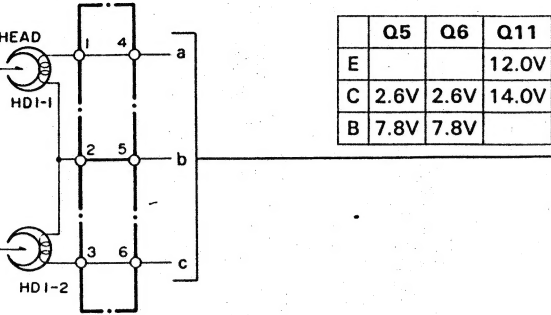 HEAD
1 4 a
HD1-1
2 5 b
3 6 c
HD1-2
Q5 Q6 Q11
E 12.0V
C 2.6V 2.6V 14.0V
B 7.8V 7.8V